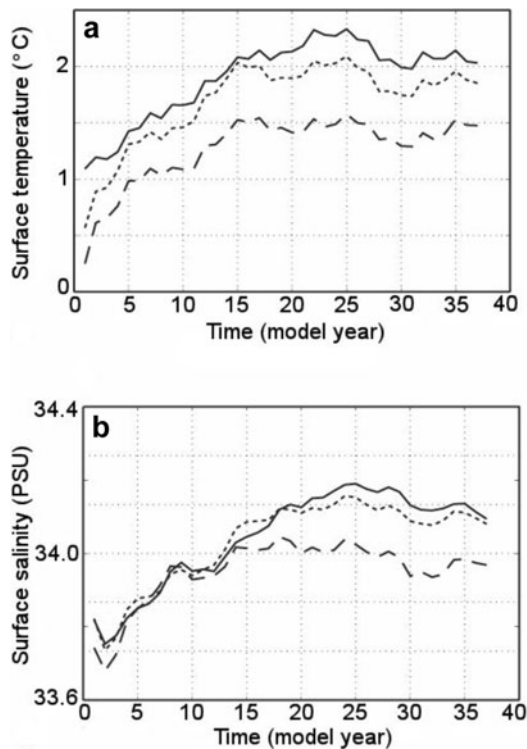 a
Surface temperature (°C)
2
1
0
0 5 10 15 20 25 30 35 40
Time (model year)
b
Surface salinity (PSU)
34.4
34.0
33.6
0 5 10 15 20 25 30 35 40
Time (model year)